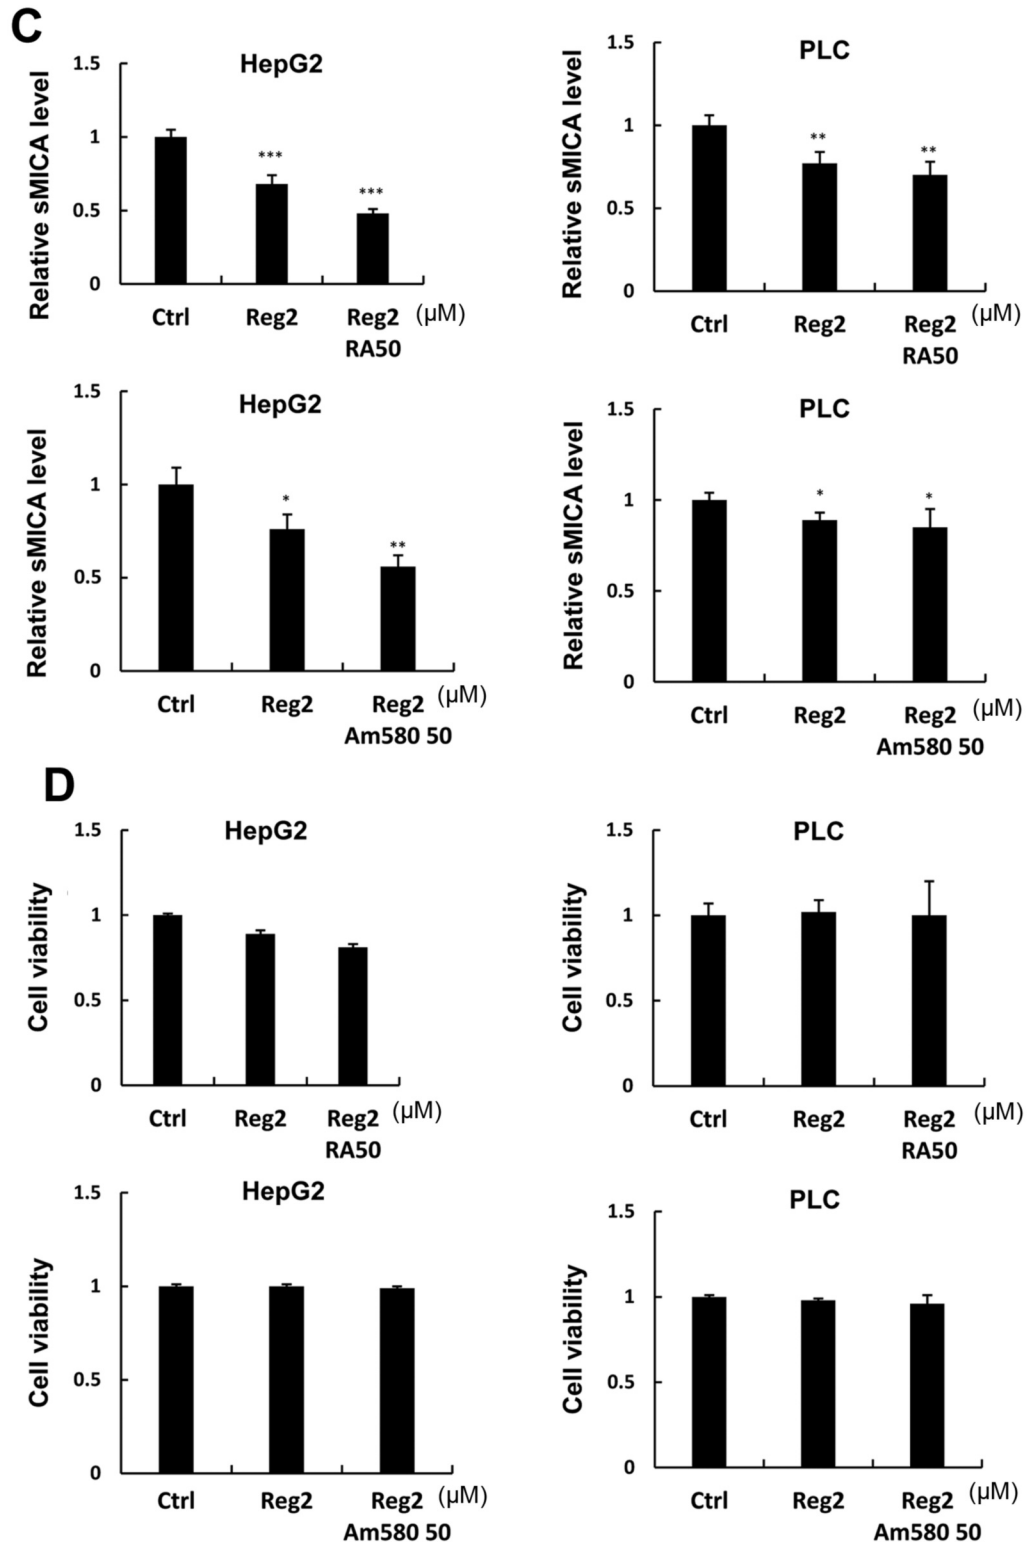 C
HepG2
Relative sMICA level
1.5
1
0.5
0
***
***
Ctrl Reg2 Reg2 (μM)
RA50
PLC
Relative sMICA level
1.5
1
0.5
0
**
**
Ctrl Reg2 Reg2 (μM)
RA50
HepG2
Relative sMICA level
1.5
1
0.5
0
*
**
Ctrl Reg2 Reg2 (μM)
Am580 50
PLC
Relative sMICA level
1.5
1
0.5
0
*
*
Ctrl Reg2 Reg2 (μM)
Am580 50
D
HepG2
Cell viability
1.5
1
0.5
0
Ctrl Reg2 Reg2 (μM)
RA50
PLC
Cell viability
1.5
1
0.5
0
Ctrl Reg2 Reg2 (μM)
RA50
HepG2
Cell viability
1.5
1
0.5
0
Ctrl Reg2 Reg2 (μM)
Am580 50
PLC
Cell viability
1.5
1
0.5
0
Ctrl Reg2 Reg2 (μM)
Am580 50